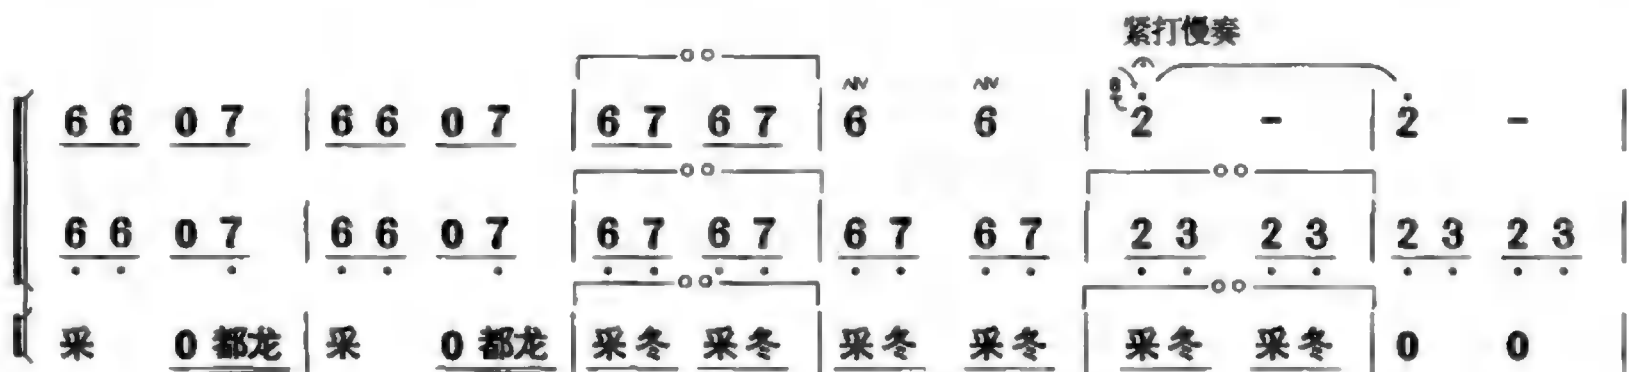 紧打慢奏
6 6 0 7 | 6 6 0 7 | 6 7 6 7 | 6 6 | 2̇ - | 2̇ - |
6̣ 6̣ 0 7̣ | 6̣ 6̣ 0 7̣ | 6̣ 7̣ 6̣ 7̣ | 6̣ 7̣ 6̣ 7̣ | 2̣ 3̣ 2̣ 3̣ | 2̣ 3̣ 2̣ 3̣ |
采 0 都龙 | 采 0 都龙 | 采冬 采冬 | 采冬 采冬 | 采冬 采冬 | 0 0 |